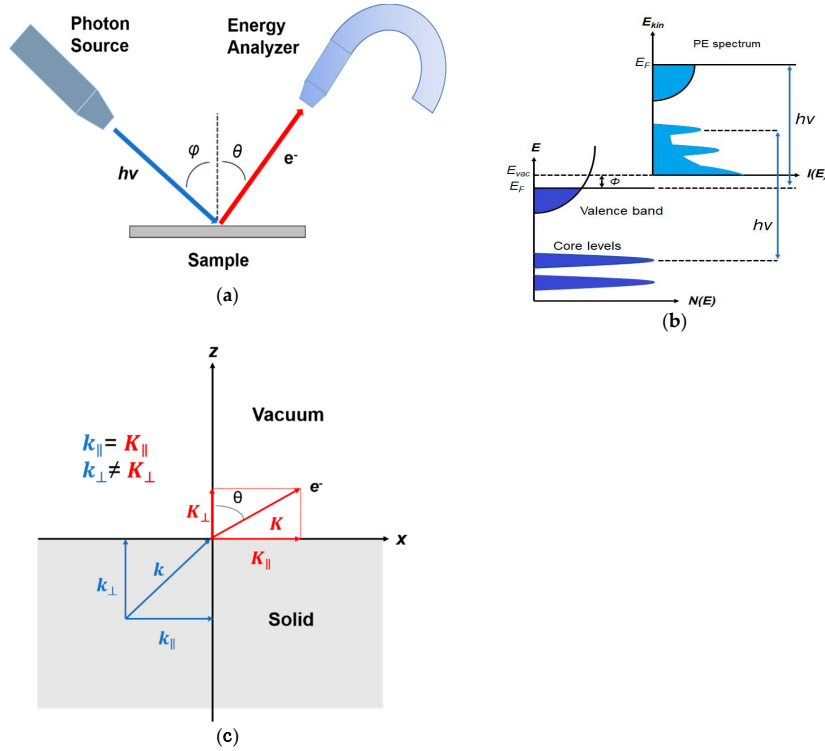 Photon
Source
Energy
Analyzer
φ
θ
hν
e-
Sample
(a)
Ekin
PE spectrum
EF
hν
I(E)
E
Evac
Φ
EF
Valence band
hν
Core levels
N(E)
(b)
z
Vacuum
k∥= K∥
k⊥≠ K⊥
θ
e-
K⊥
K
x
K∥
k⊥
k
Solid
k∥
(c)